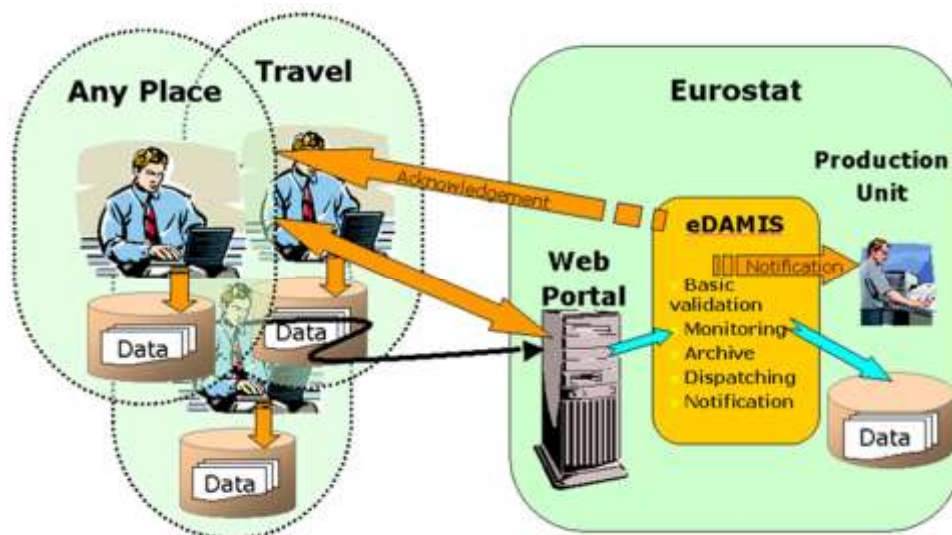 Any Place
Travel
Data
Data
Data
Acknowledgement
Eurostat
Production
Unit
eDAMIS
Notification
Web
Portal
Basic
validation
Monitoring
Archive
Dispatching
Notification
Data